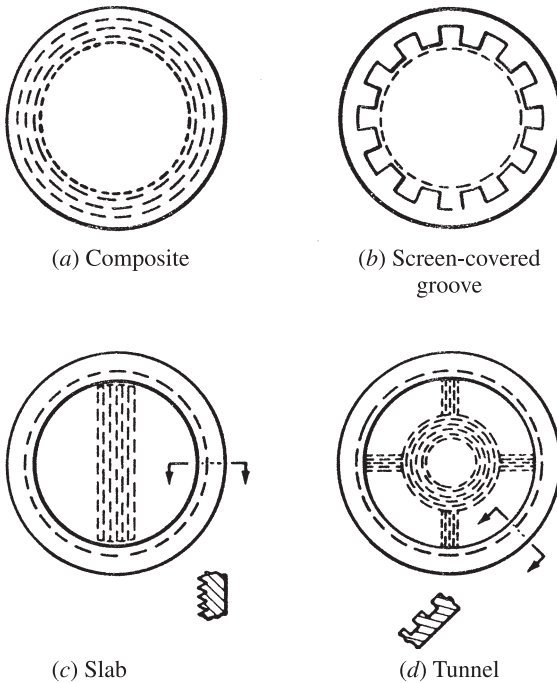 (a) Composite
(b) Screen-covered
groove
(c) Slab
(d) Tunnel